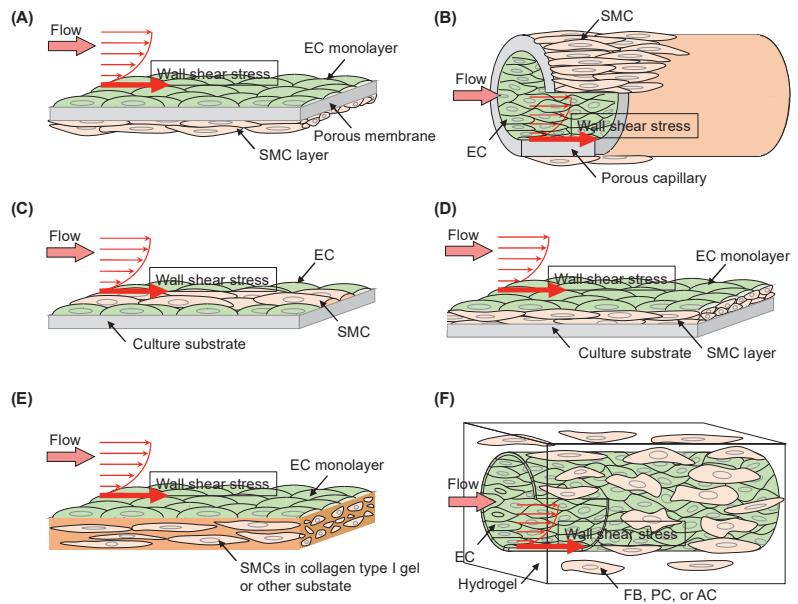 (A)
Flow
EC monolayer
Wall shear stress
Porous membrane
SMC layer
(B)
SMC
Flow
Wall shear stress
EC
Porous capillary
(C)
Flow
EC
Wall shear stress
SMC
Culture substrate
(D)
Flow
EC monolayer
Wall shear stress
Culture substrate
SMC layer
(E)
Flow
EC monolayer
Wall shear stress
SMCs in collagen type I gel
or other substate
(F)
Flow
Wall shear stress
EC
Hydrogel
FB, PC, or AC